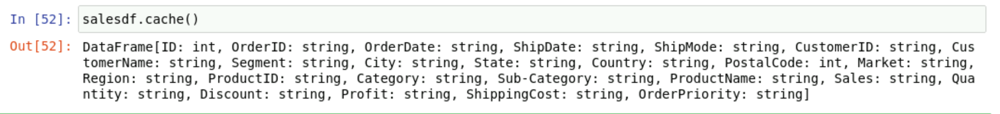 In [52]: salesdf.cache()
Out[52]: DataFrame[ID: int, OrderID: string, OrderDate: string, ShipDate: string, ShipMode: string, CustomerID: string, Cus
tomerName: string, Segment: string, City: string, State: string, Country: string, PostalCode: int, Market: string,
Region: string, ProductID: string, Category: string, Sub-Category: string, ProductName: string, Sales: string, Qua
ntity: string, Discount: string, Profit: string, ShippingCost: string, OrderPriority: string]